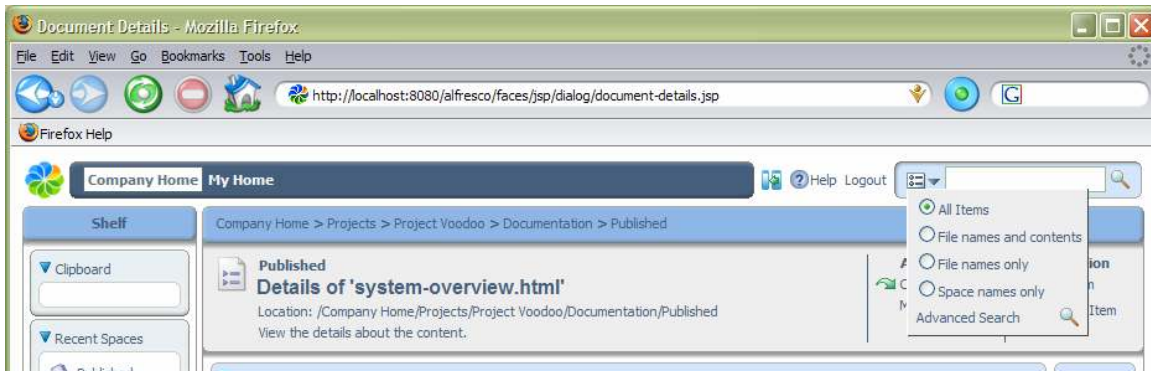 Document Details - Mozilla Firefox
File Edit View Go Bookmarks Tools Help
http://localhost:8080/alfresco/faces/jsp/dialog/document-details.jsp
G
Firefox Help
Company Home My Home
Help Logout
Shelf
Company Home > Projects > Project Voodoo > Documentation > Published
All Items
File names and contents
File names only
Space names only
Advanced Search
Clipboard
Published
Details of 'system-overview.html'
Location: /Company Home/Projects/Project Voodoo/Documentation/Published
View the details about the content.
Item
Recent Spaces